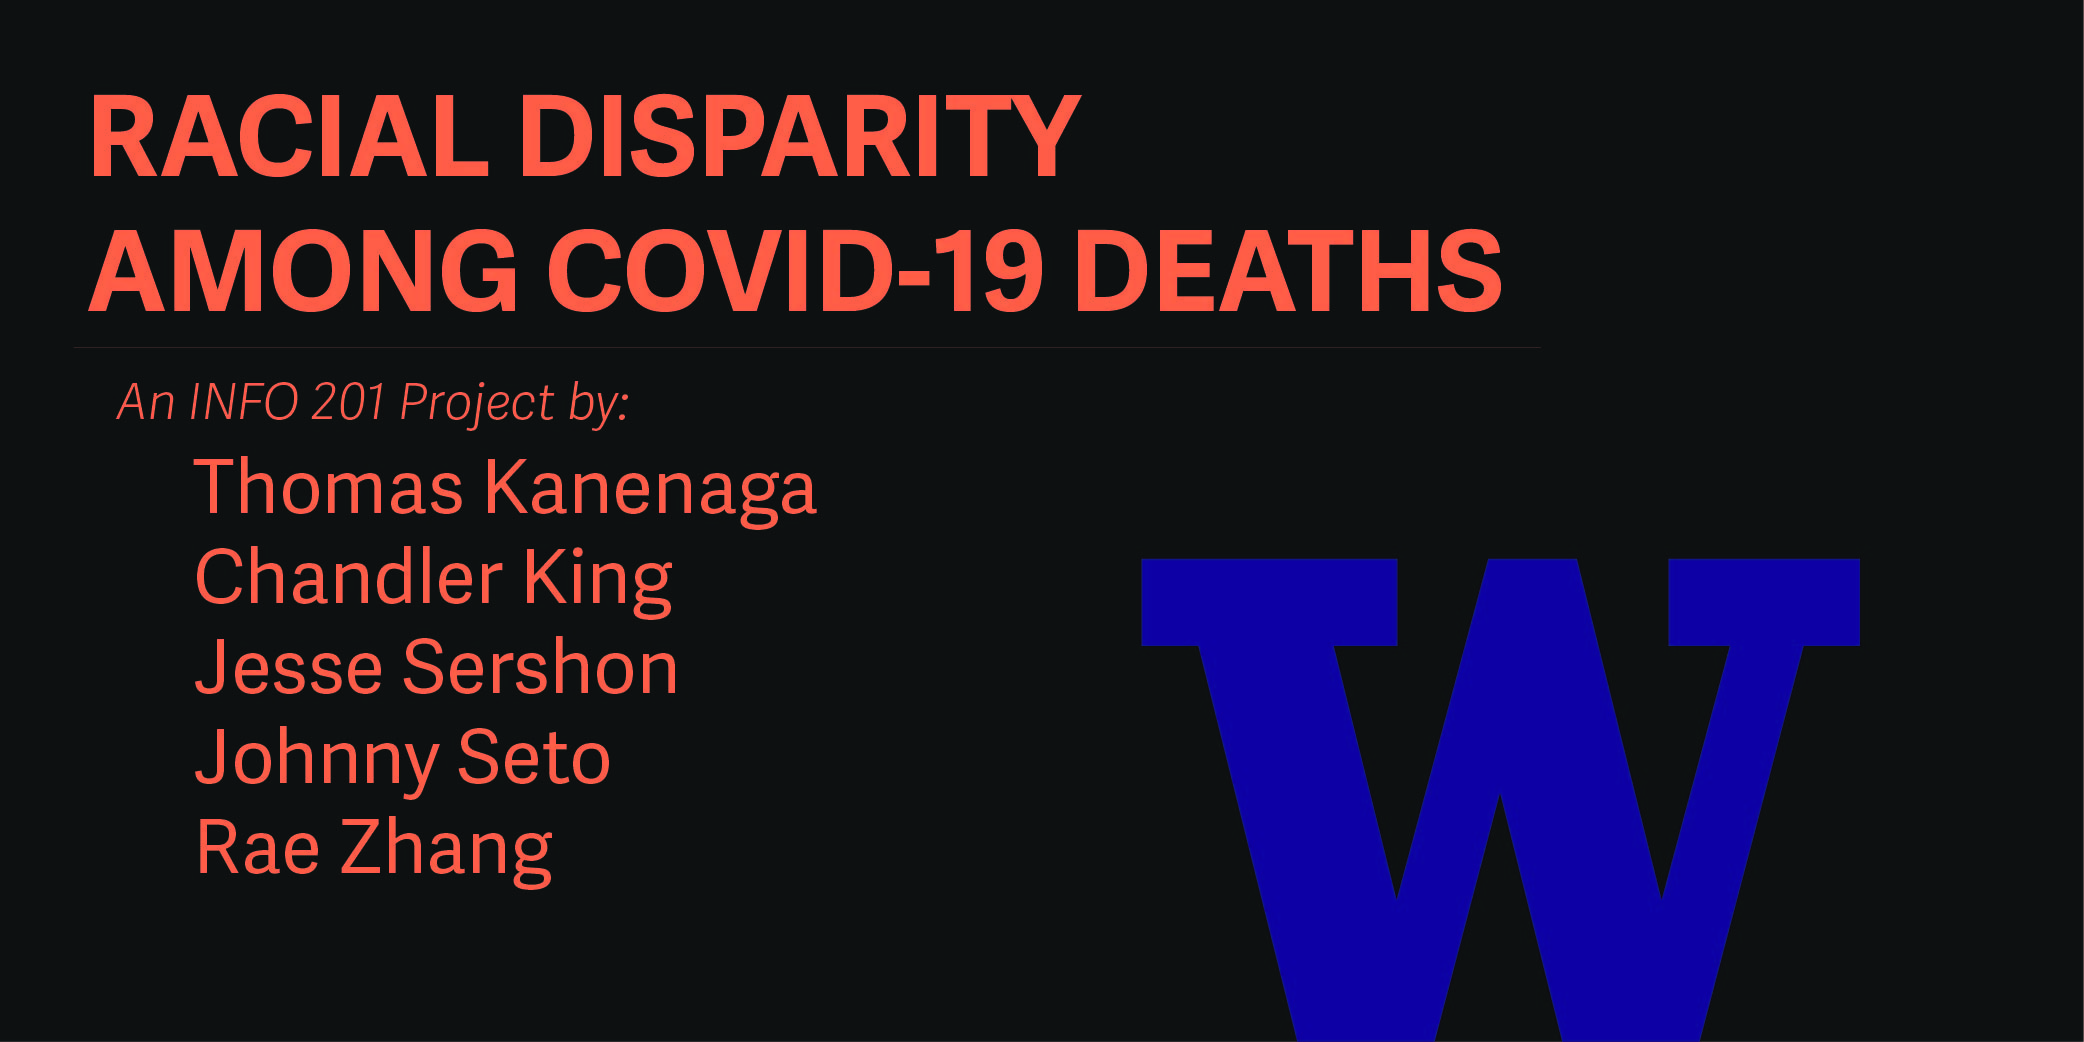 RACIAL DISPARITY
AMONG COVID-19 DEATHS
An INFO 201 Project by:
Thomas Kanenaga
Chandler King
Jesse Sershon
Johnny Seto
Rae Zhang
W